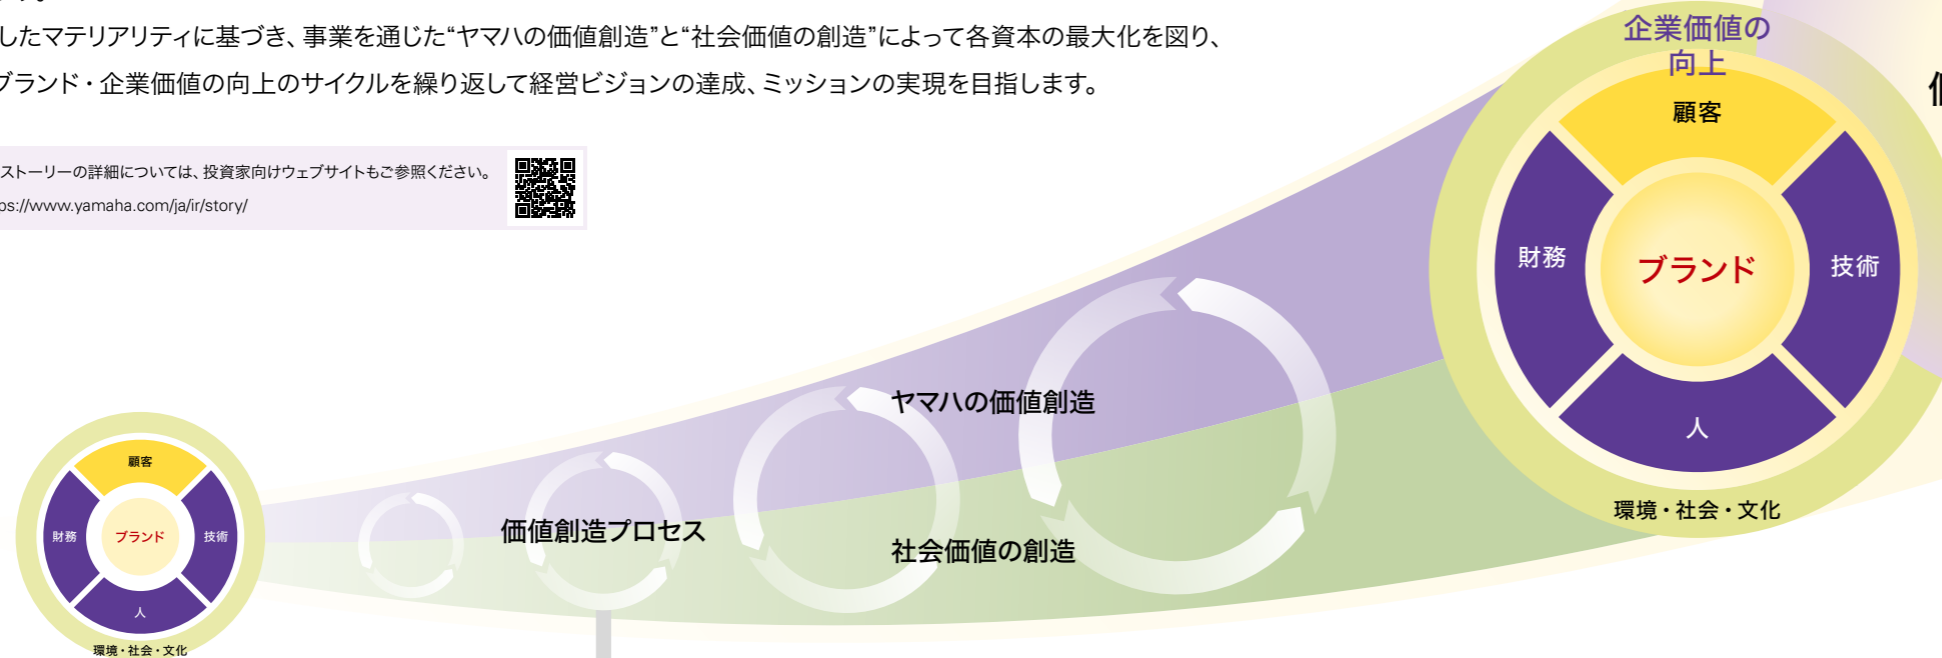 したマテリアリティに基づき、事業を通じた“ヤマハの価値創造”と“社会価値の創造”によって各資本の最大化を図り、
ブランド・企業価値の向上のサイクルを繰り返して経営ビジョンの達成、ミッションの実現を目指します。
ストーリーの詳細については、投資家向けウェブサイトもご参照ください。
ps://www.yamaha.com/ja/ir/story/
企業価値の
向上
顧客
財務
ブランド
技術
人
環境・社会・文化
ヤマハの価値創造
価値創造プロセス
社会価値の創造
顧客
財務
ブランド
技術
人
環境・社会・文化